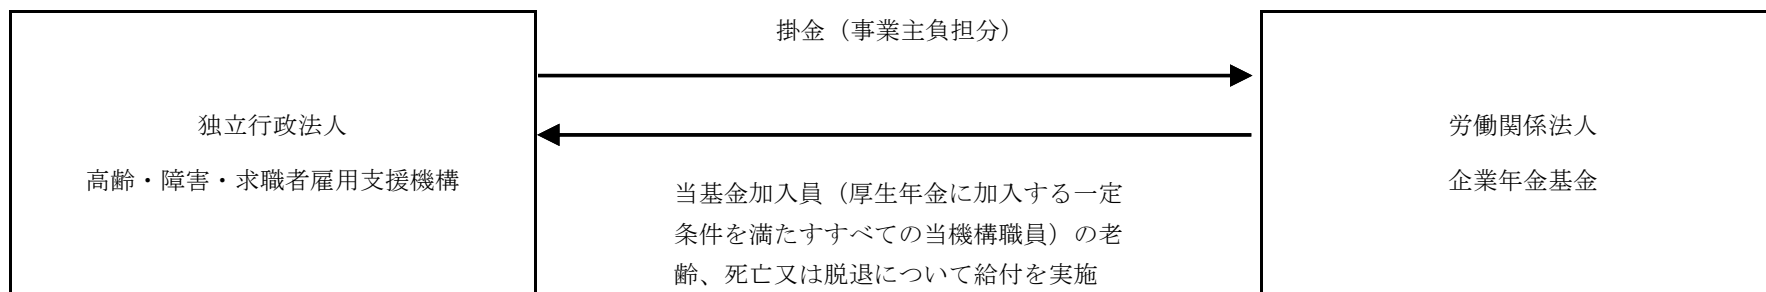 掛金（事業主負担分）
独立行政法人
高齢・障害・求職者雇用支援機構
労働関係法人
企業年金基金
当基金加入員（厚生年金に加入する一定
条件を満たすすべての当機構職員）の老
齢、死亡又は脱退について給付を実施